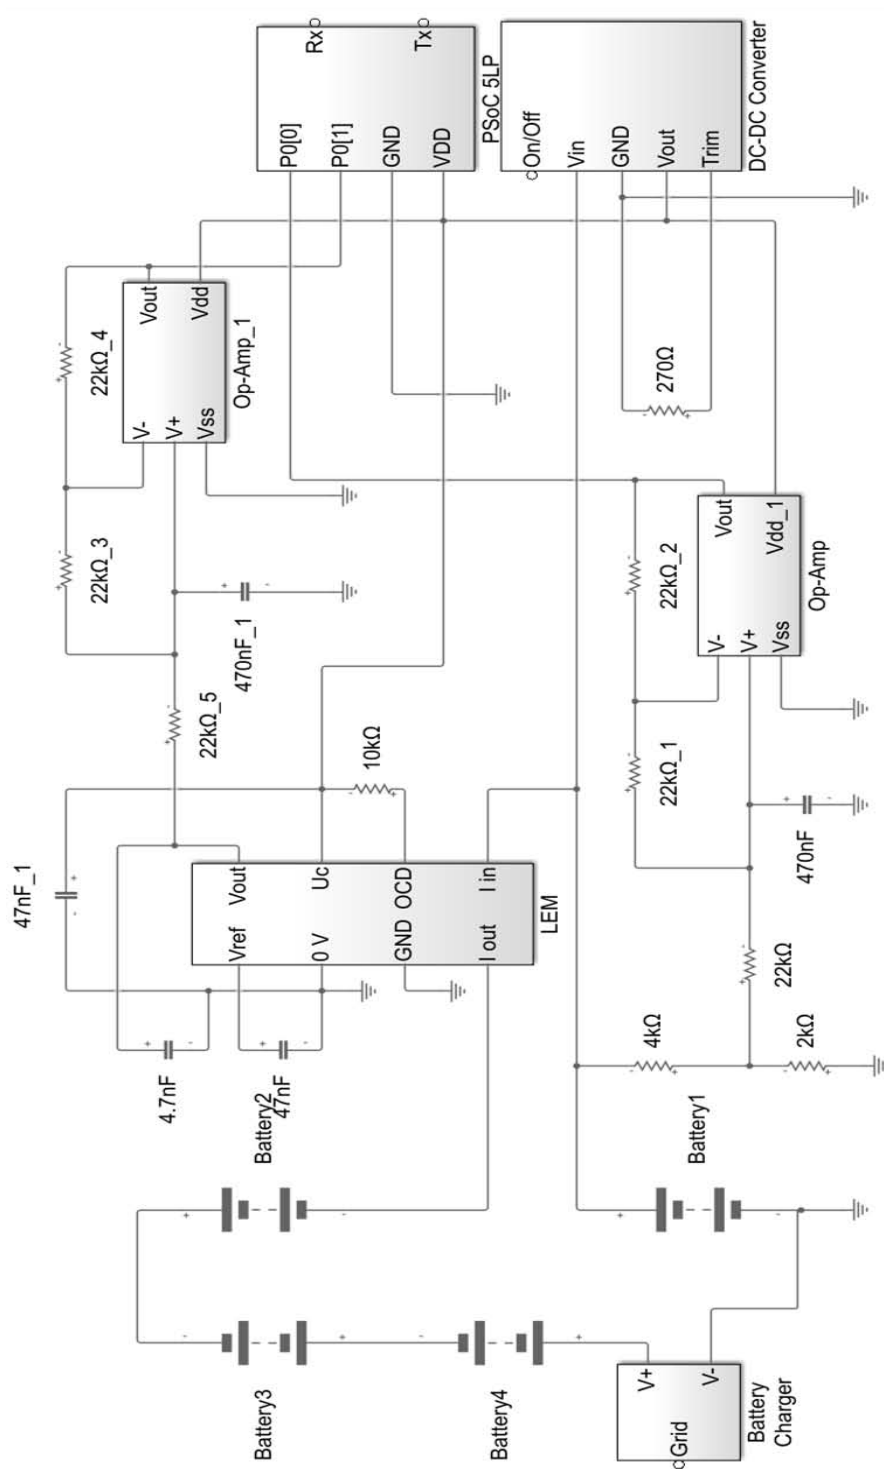 Rx
Tx
P0[0]
P0[1]
GND
VDD
PSoC 5LP
On/Off
Vin
GND
Vout
Trim
DC-DC Converter
22kΩ_4
Vout
Vdd
V-
V+
Vss
Op-Amp_1
270Ω
22kΩ_3
470nF_1
22kΩ_2
Vout
Vdd_1
V-
V+
Vss
Op-Amp
22kΩ_5
10kΩ
22kΩ_1
470nF
47nF_1
Vout
Uc
OCD
I in
Vref
0 V
GND
I out
LEM
22kΩ
4kΩ
2kΩ
4.7nF
47nF
Battery2
Battery1
Battery3
Battery4
V+
V-
Grid
Battery
Charger